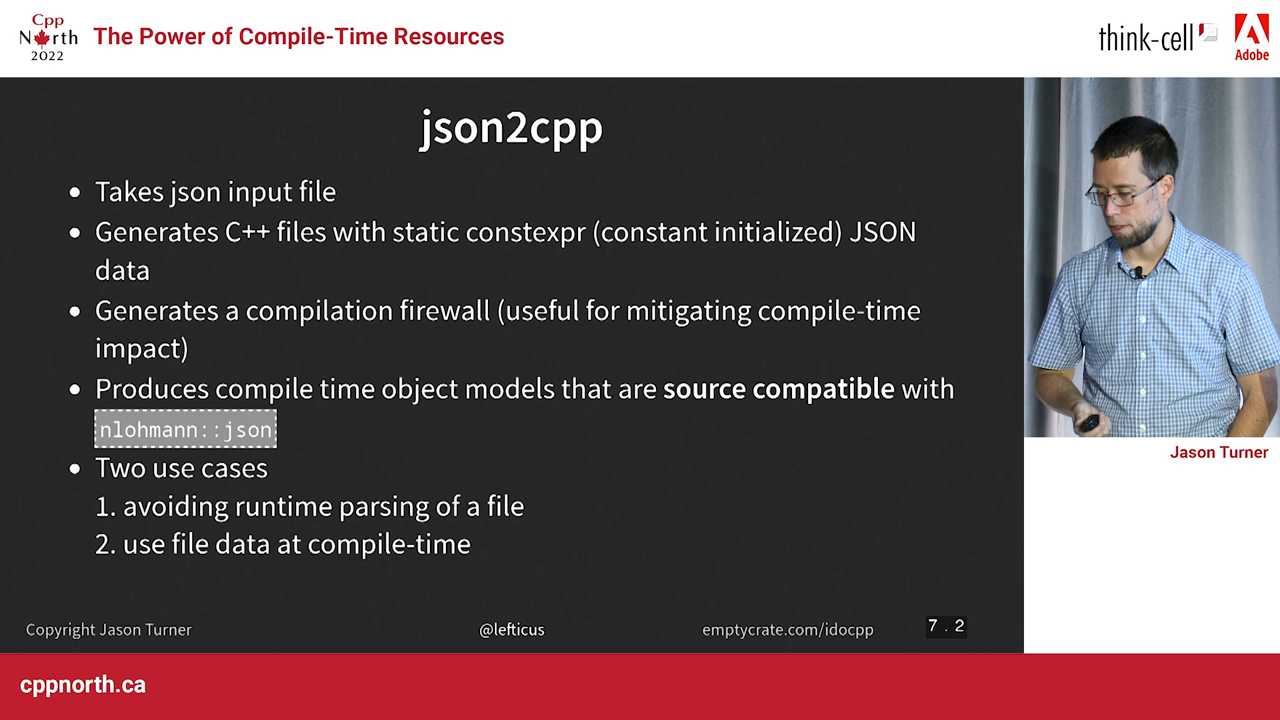 Cpp
North
2022
The Power of Compile-Time Resources
think-cell
Adobe
json2cpp
• Takes json input file
• Generates C++ files with static constexpr (constant initialized) JSON
data
• Generates a compilation firewall (useful for mitigating compile-time
impact)
• Produces compile time object models that are source compatible with
nlohmann::json
• Two use cases
1. avoiding runtime parsing of a file
2. use file data at compile-time
Copyright Jason Turner
@lefticus
emptycrate.com/idocpp
7 . 2
Jason Turner
cppnorth.ca